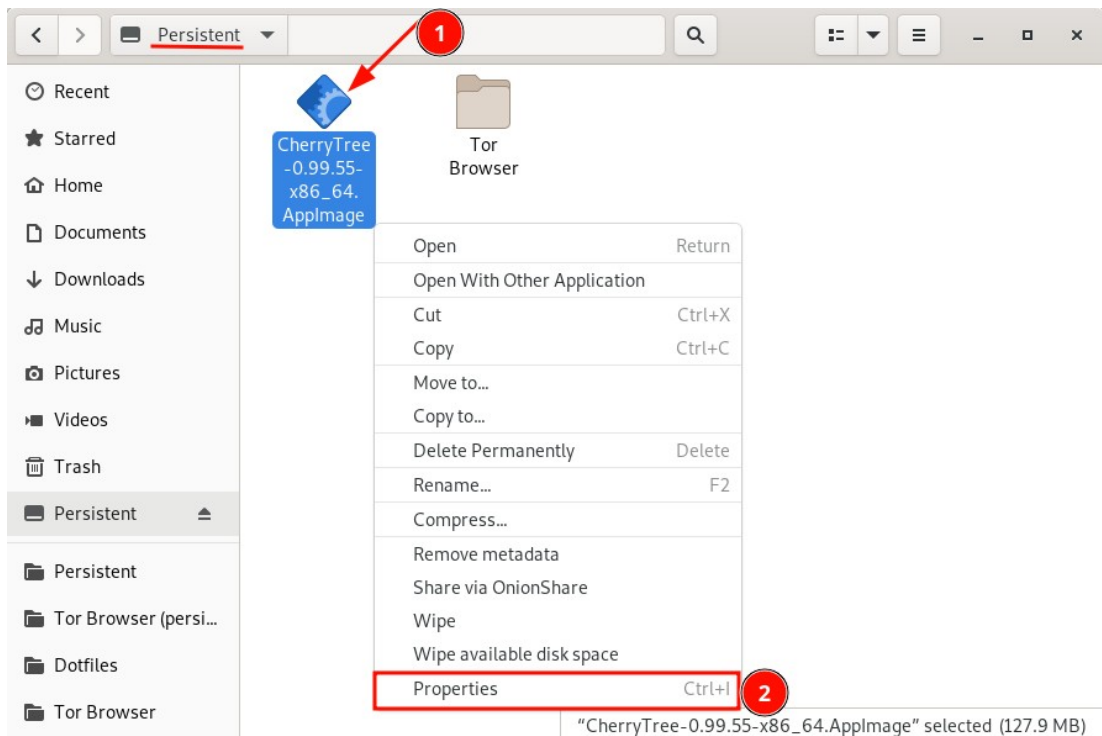 Persistent
1
Recent
Starred
Home
Documents
Downloads
Music
Pictures
Videos
Trash
Persistent
Persistent
Tor Browser (persi...
Dotfiles
Tor Browser
CherryTree
-0.99.55-
x86_64.
AppImage
Tor
Browser
Open Return
Open With Other Application
Cut Ctrl+X
Copy Ctrl+C
Move to...
Copy to...
Delete Permanently Delete
Rename... F2
Compress...
Remove metadata
Share via OnionShare
Wipe
Wipe available disk space
Properties Ctrl+I
2
“CherryTree-0.99.55-x86_64.AppImage” selected (127.9 MB)